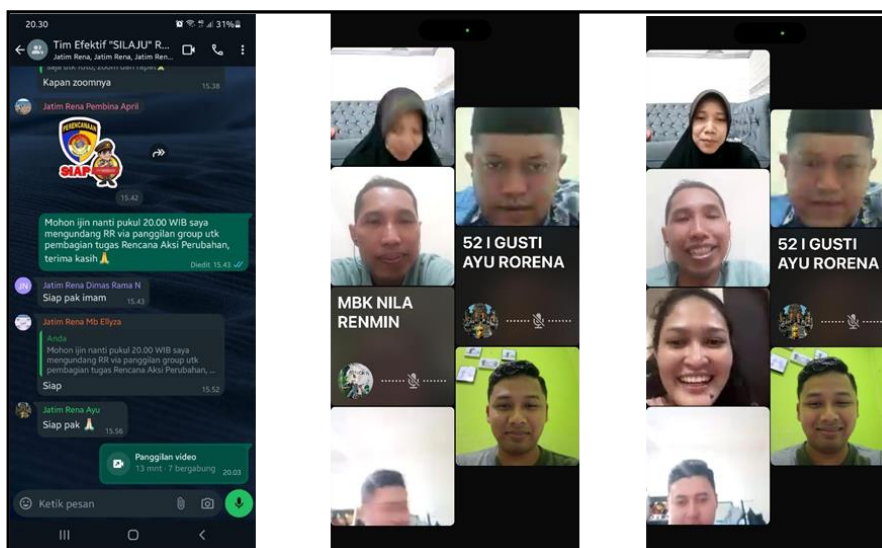 20.30
31%
Tim Efektif "SILAJU" R...
Jatim Rena, Jatim Rena, Jatim Ren...
Kapan zoomnya
15.38
Jatim Rena Pembina April
PERENCANAAN
SIAP
15.42
Mohon ijin nanti pukul 20.00 WIB saya
mengundang RR via panggilan group utk
pembagian tugas Rencana Aksi Perubahan,
terima kasih🙏
Diedit 15.43
JN
Jatim Rena Dimas Rama N
Siap pak imam
15.43
Jatim Rena Mb Ellyza
Anda
Mohon ijin nanti pukul 20.00 WIB saya
mengundang RR via panggilan group utk
pembagian tugas Rencana Aksi Perubahan, ...
Siap
15.52
Jatim Rena Ayu
Siap pak 🙏
15.56
Panggilan video
13 mnt · 7 bergabung
20.03
Ketik pesan
52 I GUSTI
AYU RORENA
MBK NILA
RENMIN
52 I GUSTI
AYU RORENA